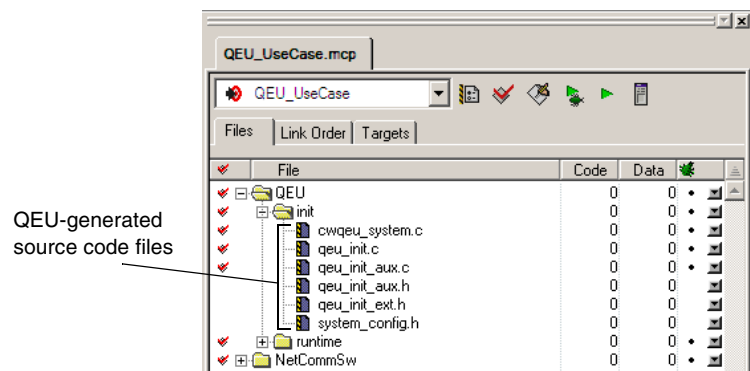 QEU_UseCase.mcp
QEU_UseCase
Files Link Order Targets
File Code Data
QEU 0 0
init 0 0
QEU-generated
source code files
cwqeu_system.c 0 0
qeu_init.c 0 0
qeu_init_aux.c 0 0
qeu_init_aux.h 0 0
qeu_init_ext.h 0 0
system_config.h 0 0
runtime 0 0
NetCommSw 0 0